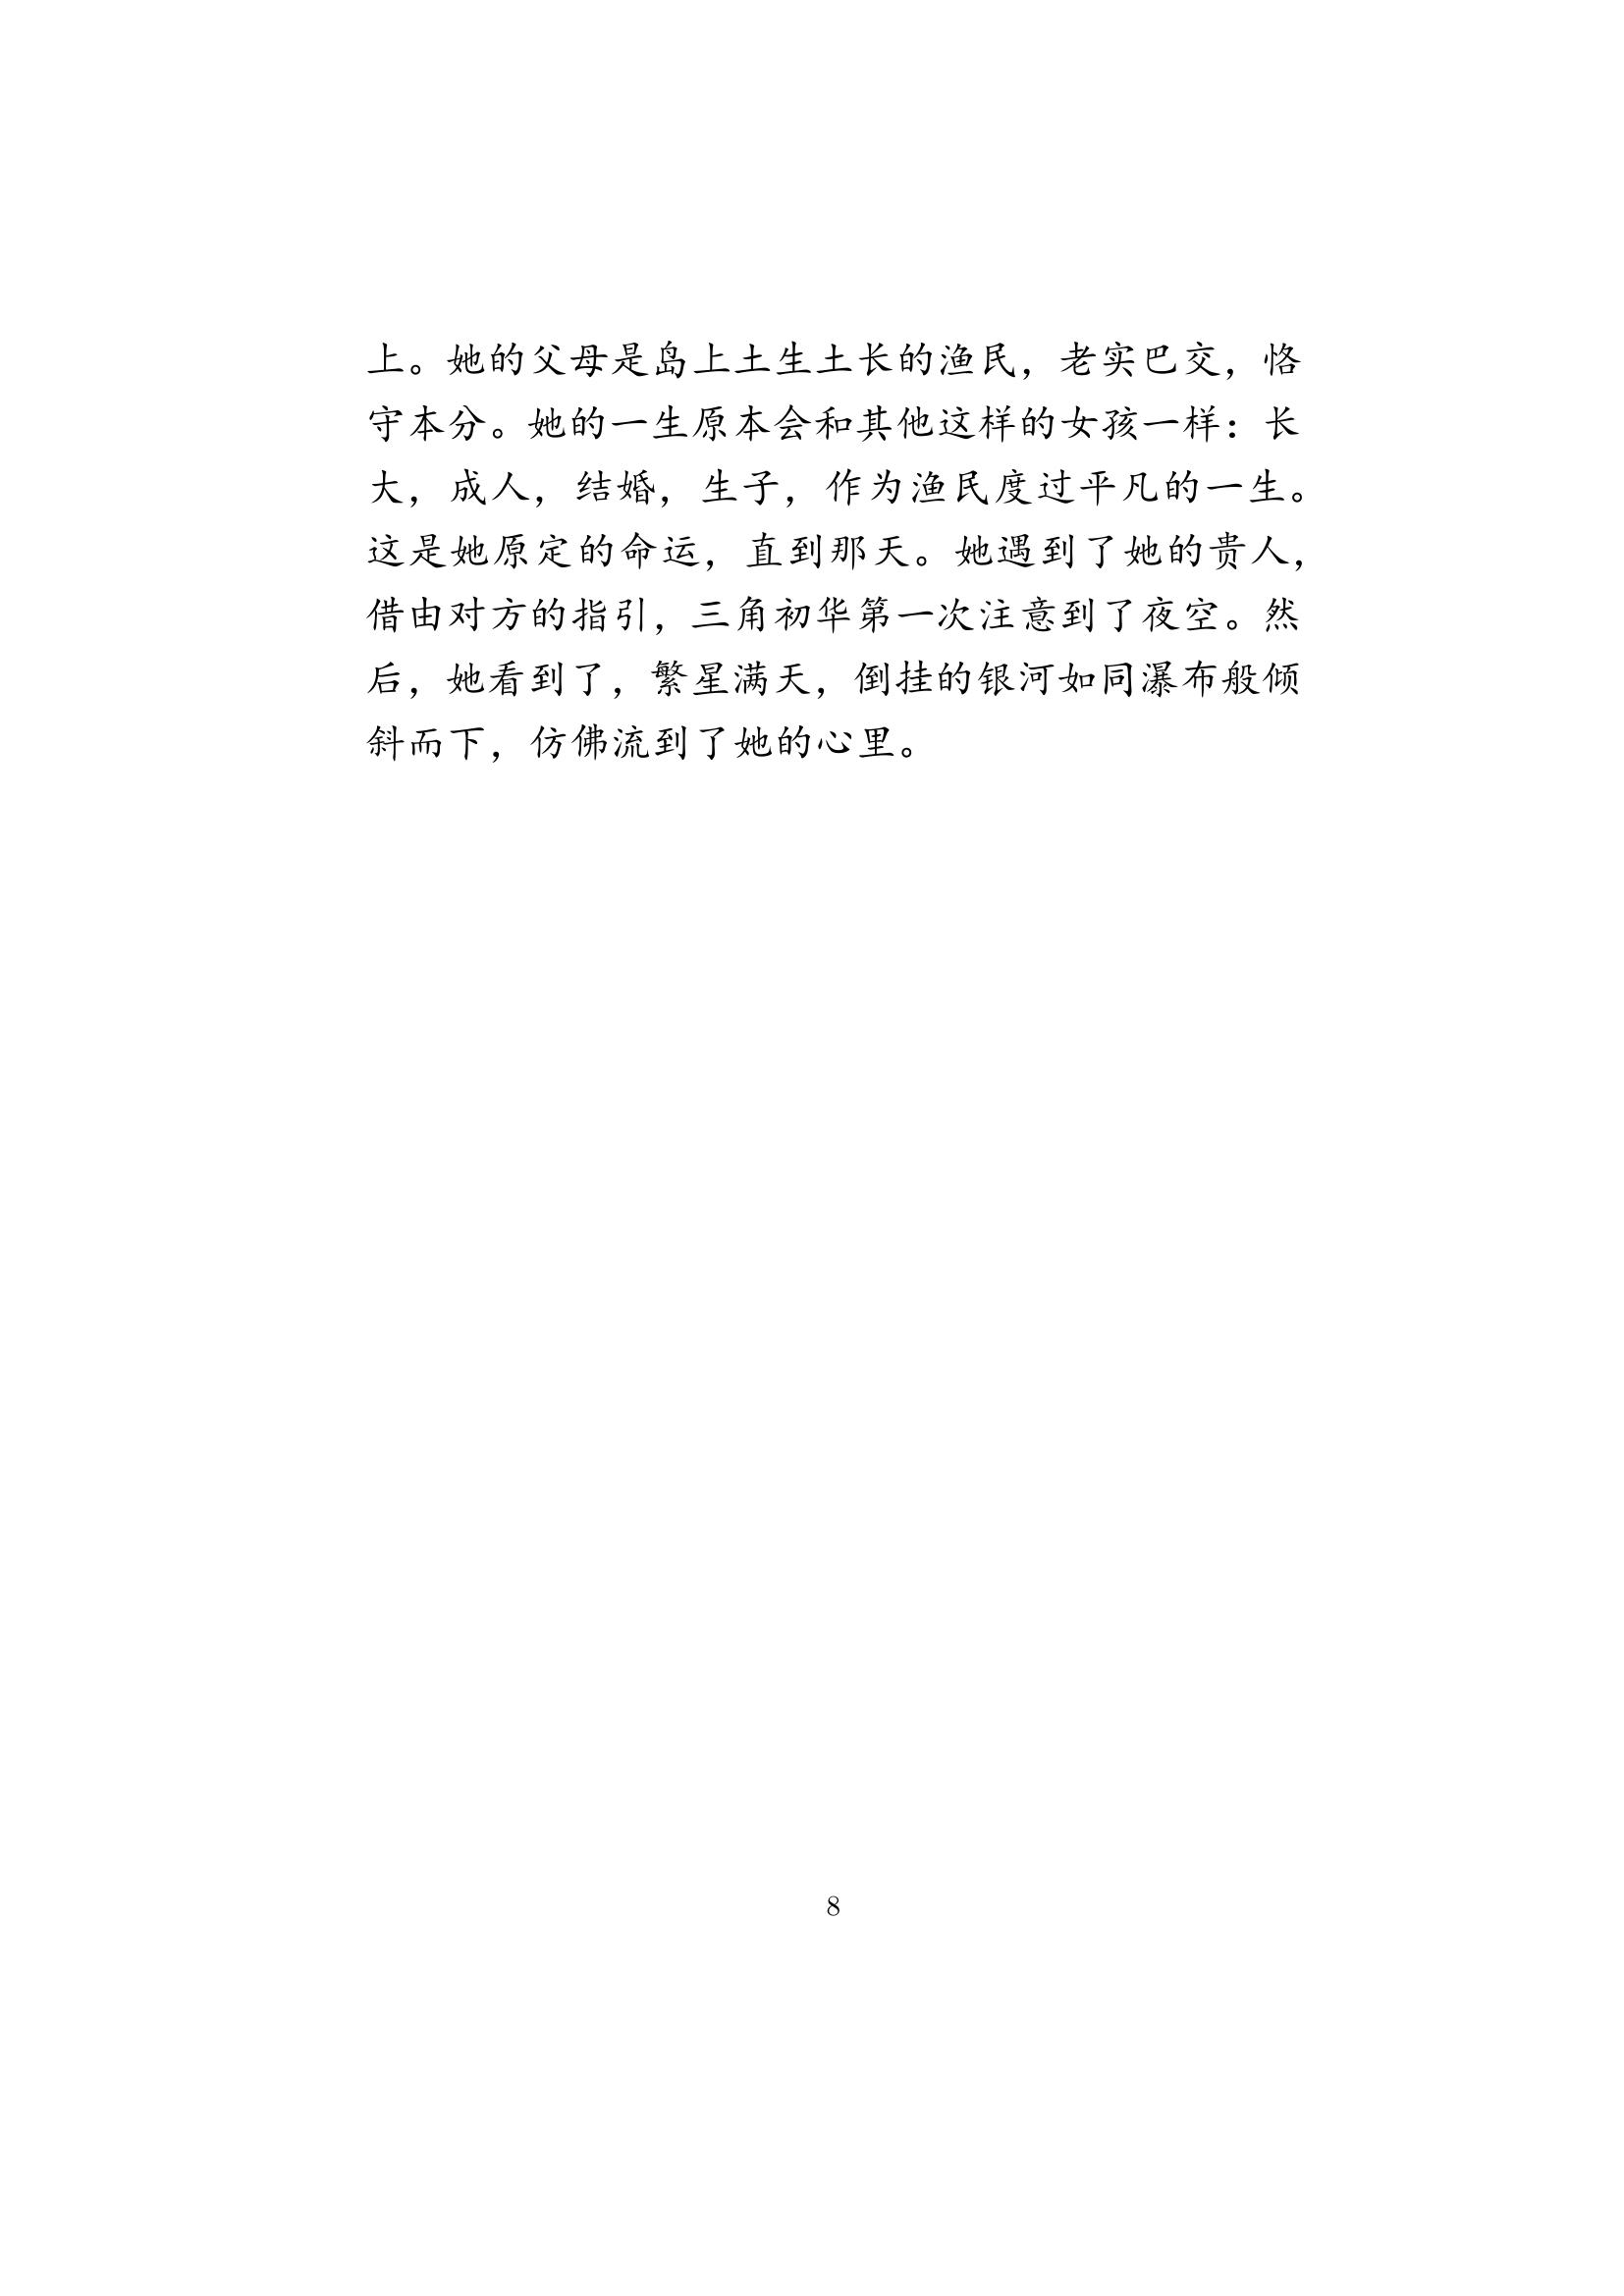 上。她的父母是岛上土生土长的渔民，老实巴交，恪
守本分。她的一生原本会和其他这样的女孩一样：长
大，成人，结婚，生子，作为渔民度过平凡的一生。
这是她原定的命运，直到那天。她遇到了她的贵人，
借由对方的指引，三角初华第一次注意到了夜空。然
后，她看到了，繁星满天，倒挂的银河如同瀑布般倾
斜而下，仿佛流到了她的心里。
8